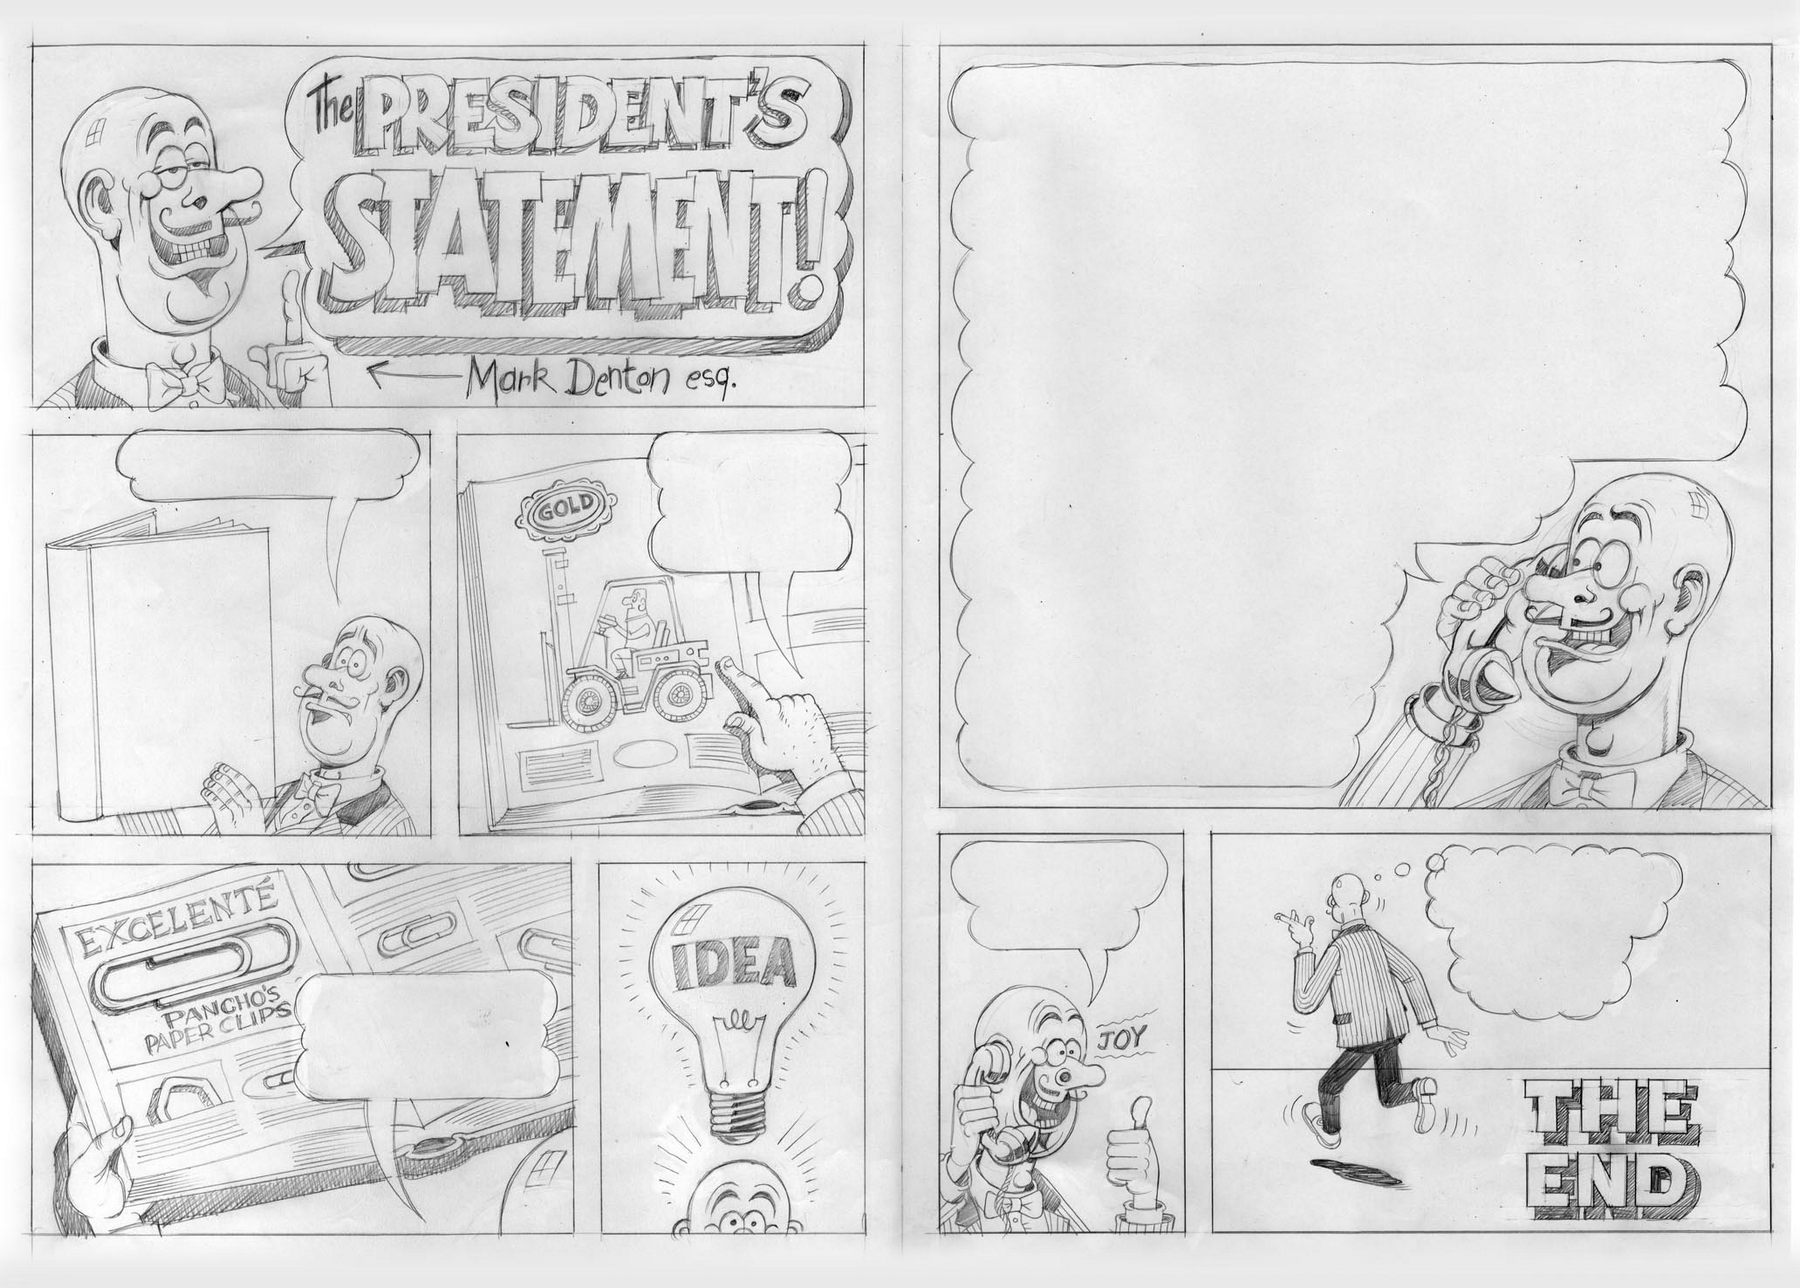 The PRESIDENT'S
STATEMENT!
Mark Denton esq.
GOLD
EXCELENTÉ
PANCHO'S
PAPER CLIPS
IDEA
JOY
THE
END